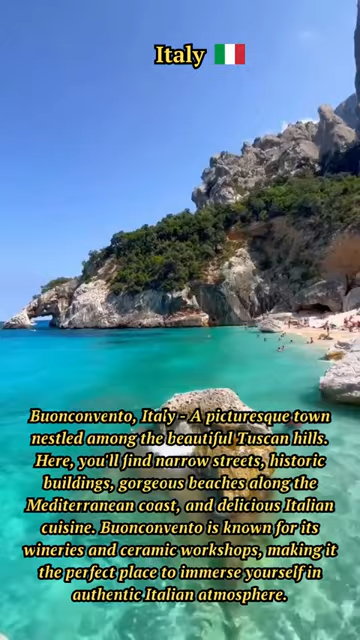 Italy 🇮🇹
Buonconvento, Italy - A picturesque town
nestled among the beautiful Tuscan hills.
Here, you'll find narrow streets, historic
buildings, gorgeous beaches along the
Mediterranean coast, and delicious Italian
cuisine. Buonconvento is known for its
wineries and ceramic workshops, making it
the perfect place to immerse yourself in
authentic Italian atmosphere.